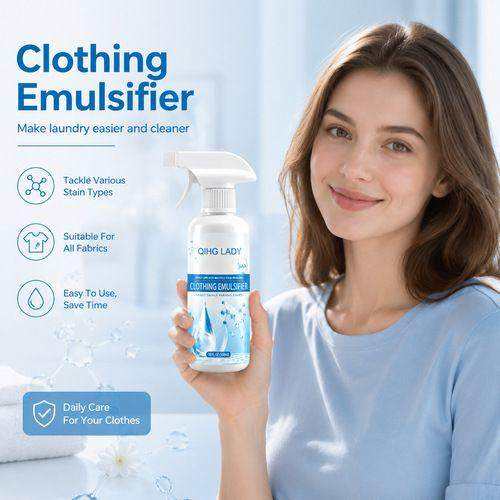 Clothing
Emulsifier
Make laundry easier and cleaner
Tackle Various
Stain Types
Suitable For
All Fabrics
Easy To Use,
Save Time
Daily Care
For Your Clothes
QIHG LADY
CLOTHING EMULSIFIER